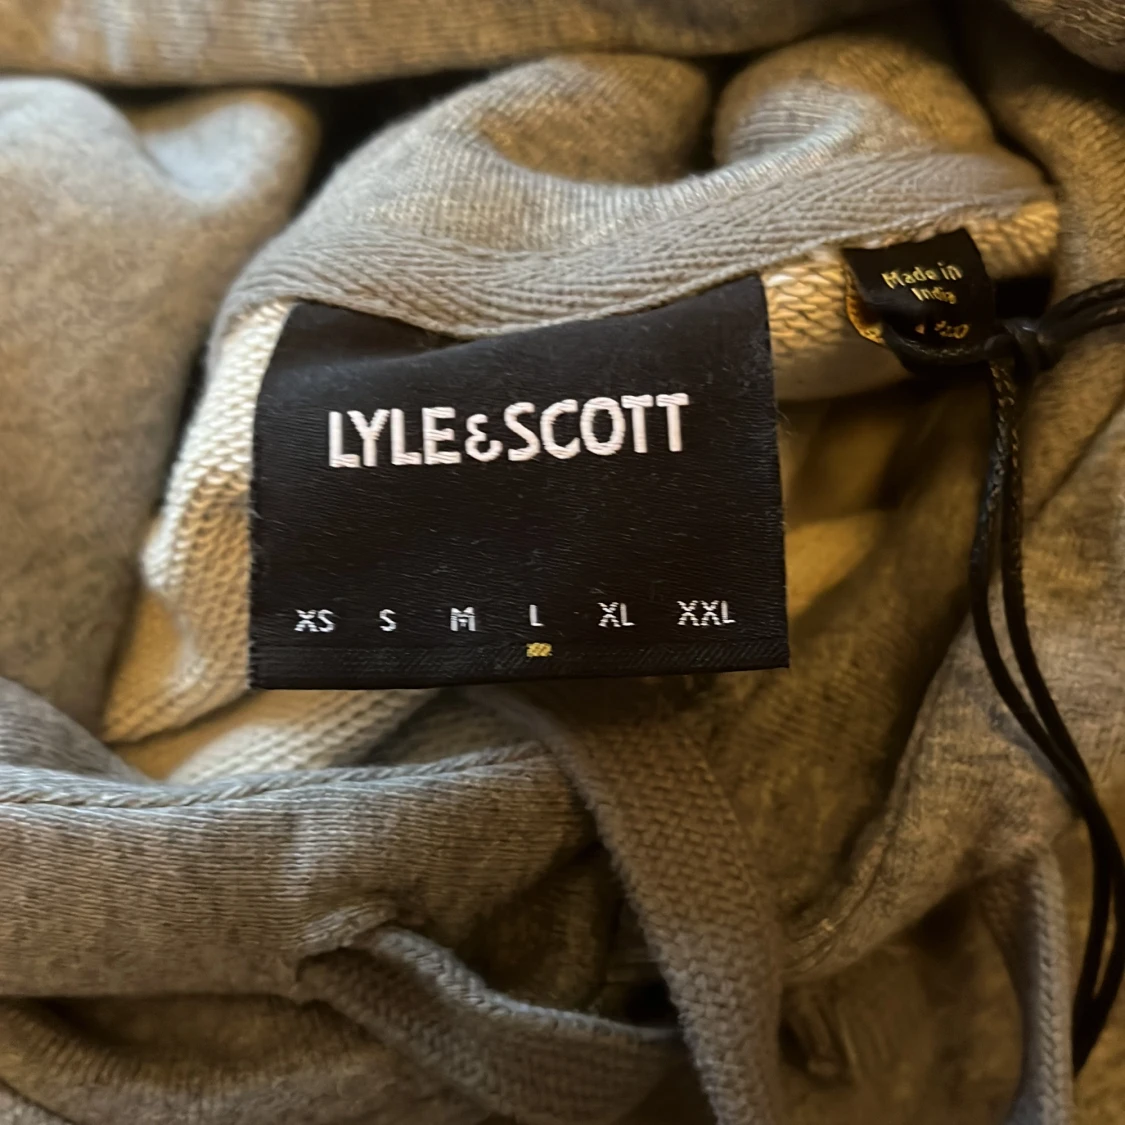 LYLE&SCOTT
XS S M L XL XXL
Made in
India